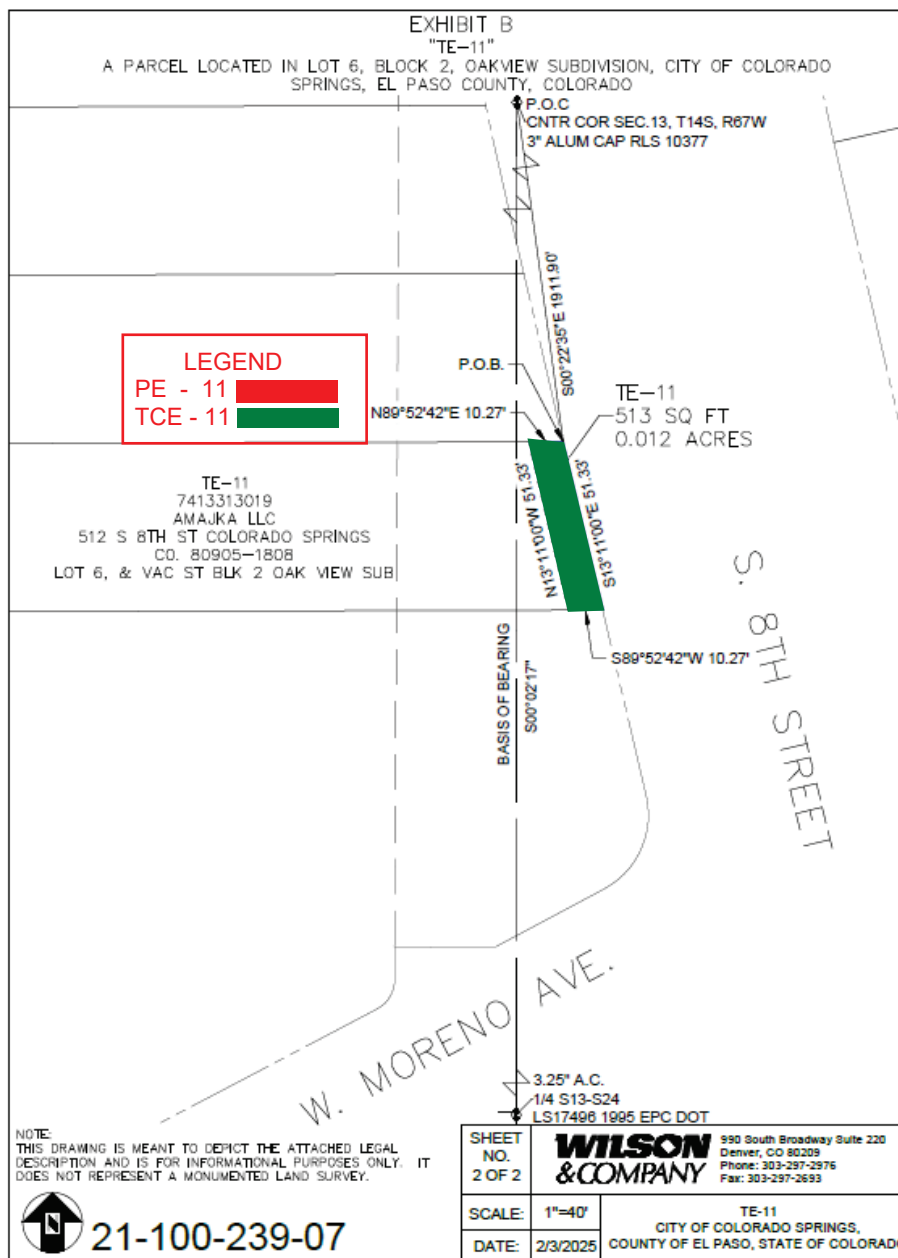 EXHIBIT B
"TE-11"
A PARCEL LOCATED IN LOT 6, BLOCK 2, OAKVIEW SUBDIVISION, CITY OF COLORADO
SPRINGS, EL PASO COUNTY, COLORADO
P.O.C
CNTR COR SEC.13, T14S, R67W
3" ALUM CAP RLS 10377
S00°22'35"E 1911.90'
LEGEND
PE - 11
TCE - 11
P.O.B.
N89°52'42"E 10.27'
TE-11
513 SQ FT
0.012 ACRES
N13°11'00"W 51.33'
S13°11'00"E 51.33'
TE-11
7413313019
AMAJKA LLC
512 S 8TH ST COLORADO SPRINGS
CO. 80905-1808
LOT 6, & VAC ST BLK 2 OAK VIEW SUB
S89°52'42"W 10.27'
BASIS OF BEARING
S00°02'17"
S. 8TH STREET
W. MORENO AVE.
3.25" A.C.
1/4 S13-S24
LS17496 1995 EPC DOT
NOTE:
THIS DRAWING IS MEANT TO DEPICT THE ATTACHED LEGAL
DESCRIPTION AND IS FOR INFORMATIONAL PURPOSES ONLY. IT
DOES NOT REPRESENT A MONUMENTED LAND SURVEY.
N
21-100-239-07
SHEET
NO.
2 OF 2
WILSON
&COMPANY
990 South Broadway Suite 220
Denver, CO 80209
Phone: 303-297-2976
Fax: 303-297-2693
SCALE: 1"=40'
DATE: 2/3/2025
TE-11
CITY OF COLORADO SPRINGS,
COUNTY OF EL PASO, STATE OF COLORADO